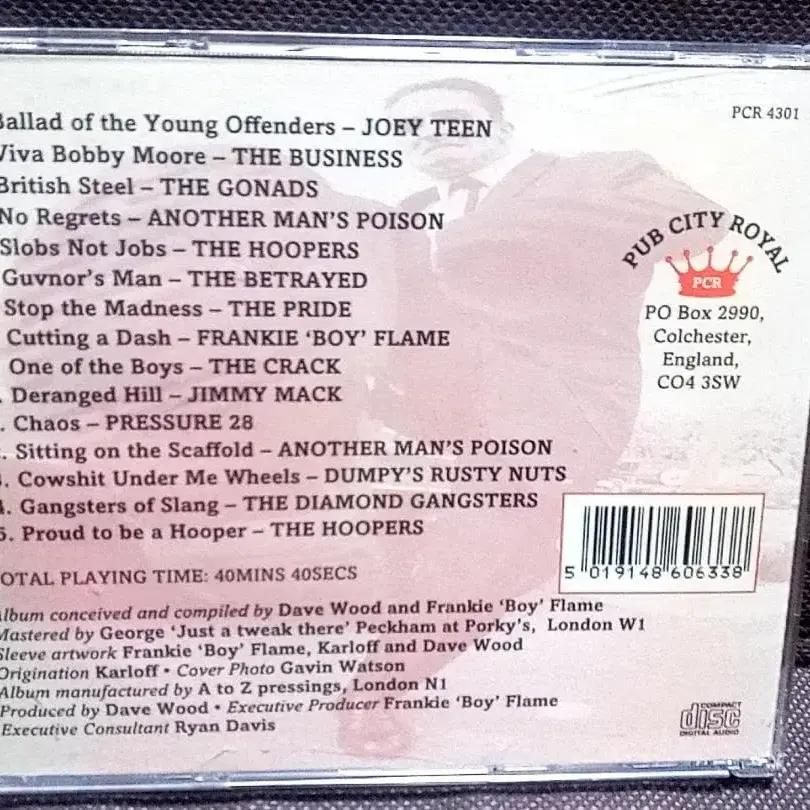 Ballad of the Young Offenders – JOEY TEEN
Viva Bobby Moore – THE BUSINESS
British Steel – THE GONADS
No Regrets – ANOTHER MAN'S POISON
Slobs Not Jobs – THE HOOPERS
Guvnor's Man – THE BETRAYED
Stop the Madness – THE PRIDE
Cutting a Dash – FRANKIE 'BOY' FLAME
One of the Boys – THE CRACK
. Deranged Hill – JIMMY MACK
. Chaos – PRESSURE 28
. Sitting on the Scaffold – ANOTHER MAN'S POISON
. Cowshit Under Me Wheels – DUMPY'S RUSTY NUTS
. Gangsters of Slang – THE DIAMOND GANGSTERS
5. Proud to be a Hooper – THE HOOPERS
OTAL PLAYING TIME: 40MINS 40SECS
Album conceived and compiled by Dave Wood and Frankie 'Boy' Flame
Mastered by George 'Just a tweak there' Peckham at Porky's, London W1
Sleeve artwork Frankie 'Boy' Flame, Karloff and Dave Wood
Origination Karloff • Cover Photo Gavin Watson
Album manufactured by A to Z pressings, London N1
Produced by Dave Wood • Executive Producer Frankie 'Boy' Flame
Executive Consultant Ryan Davis
PCR 4301
PUB CITY ROYAL
PCR
PO Box 2990,
Colchester,
England,
CO4 3SW
5 019148 606338
COMPACT
disc
DIGITAL AUDIO